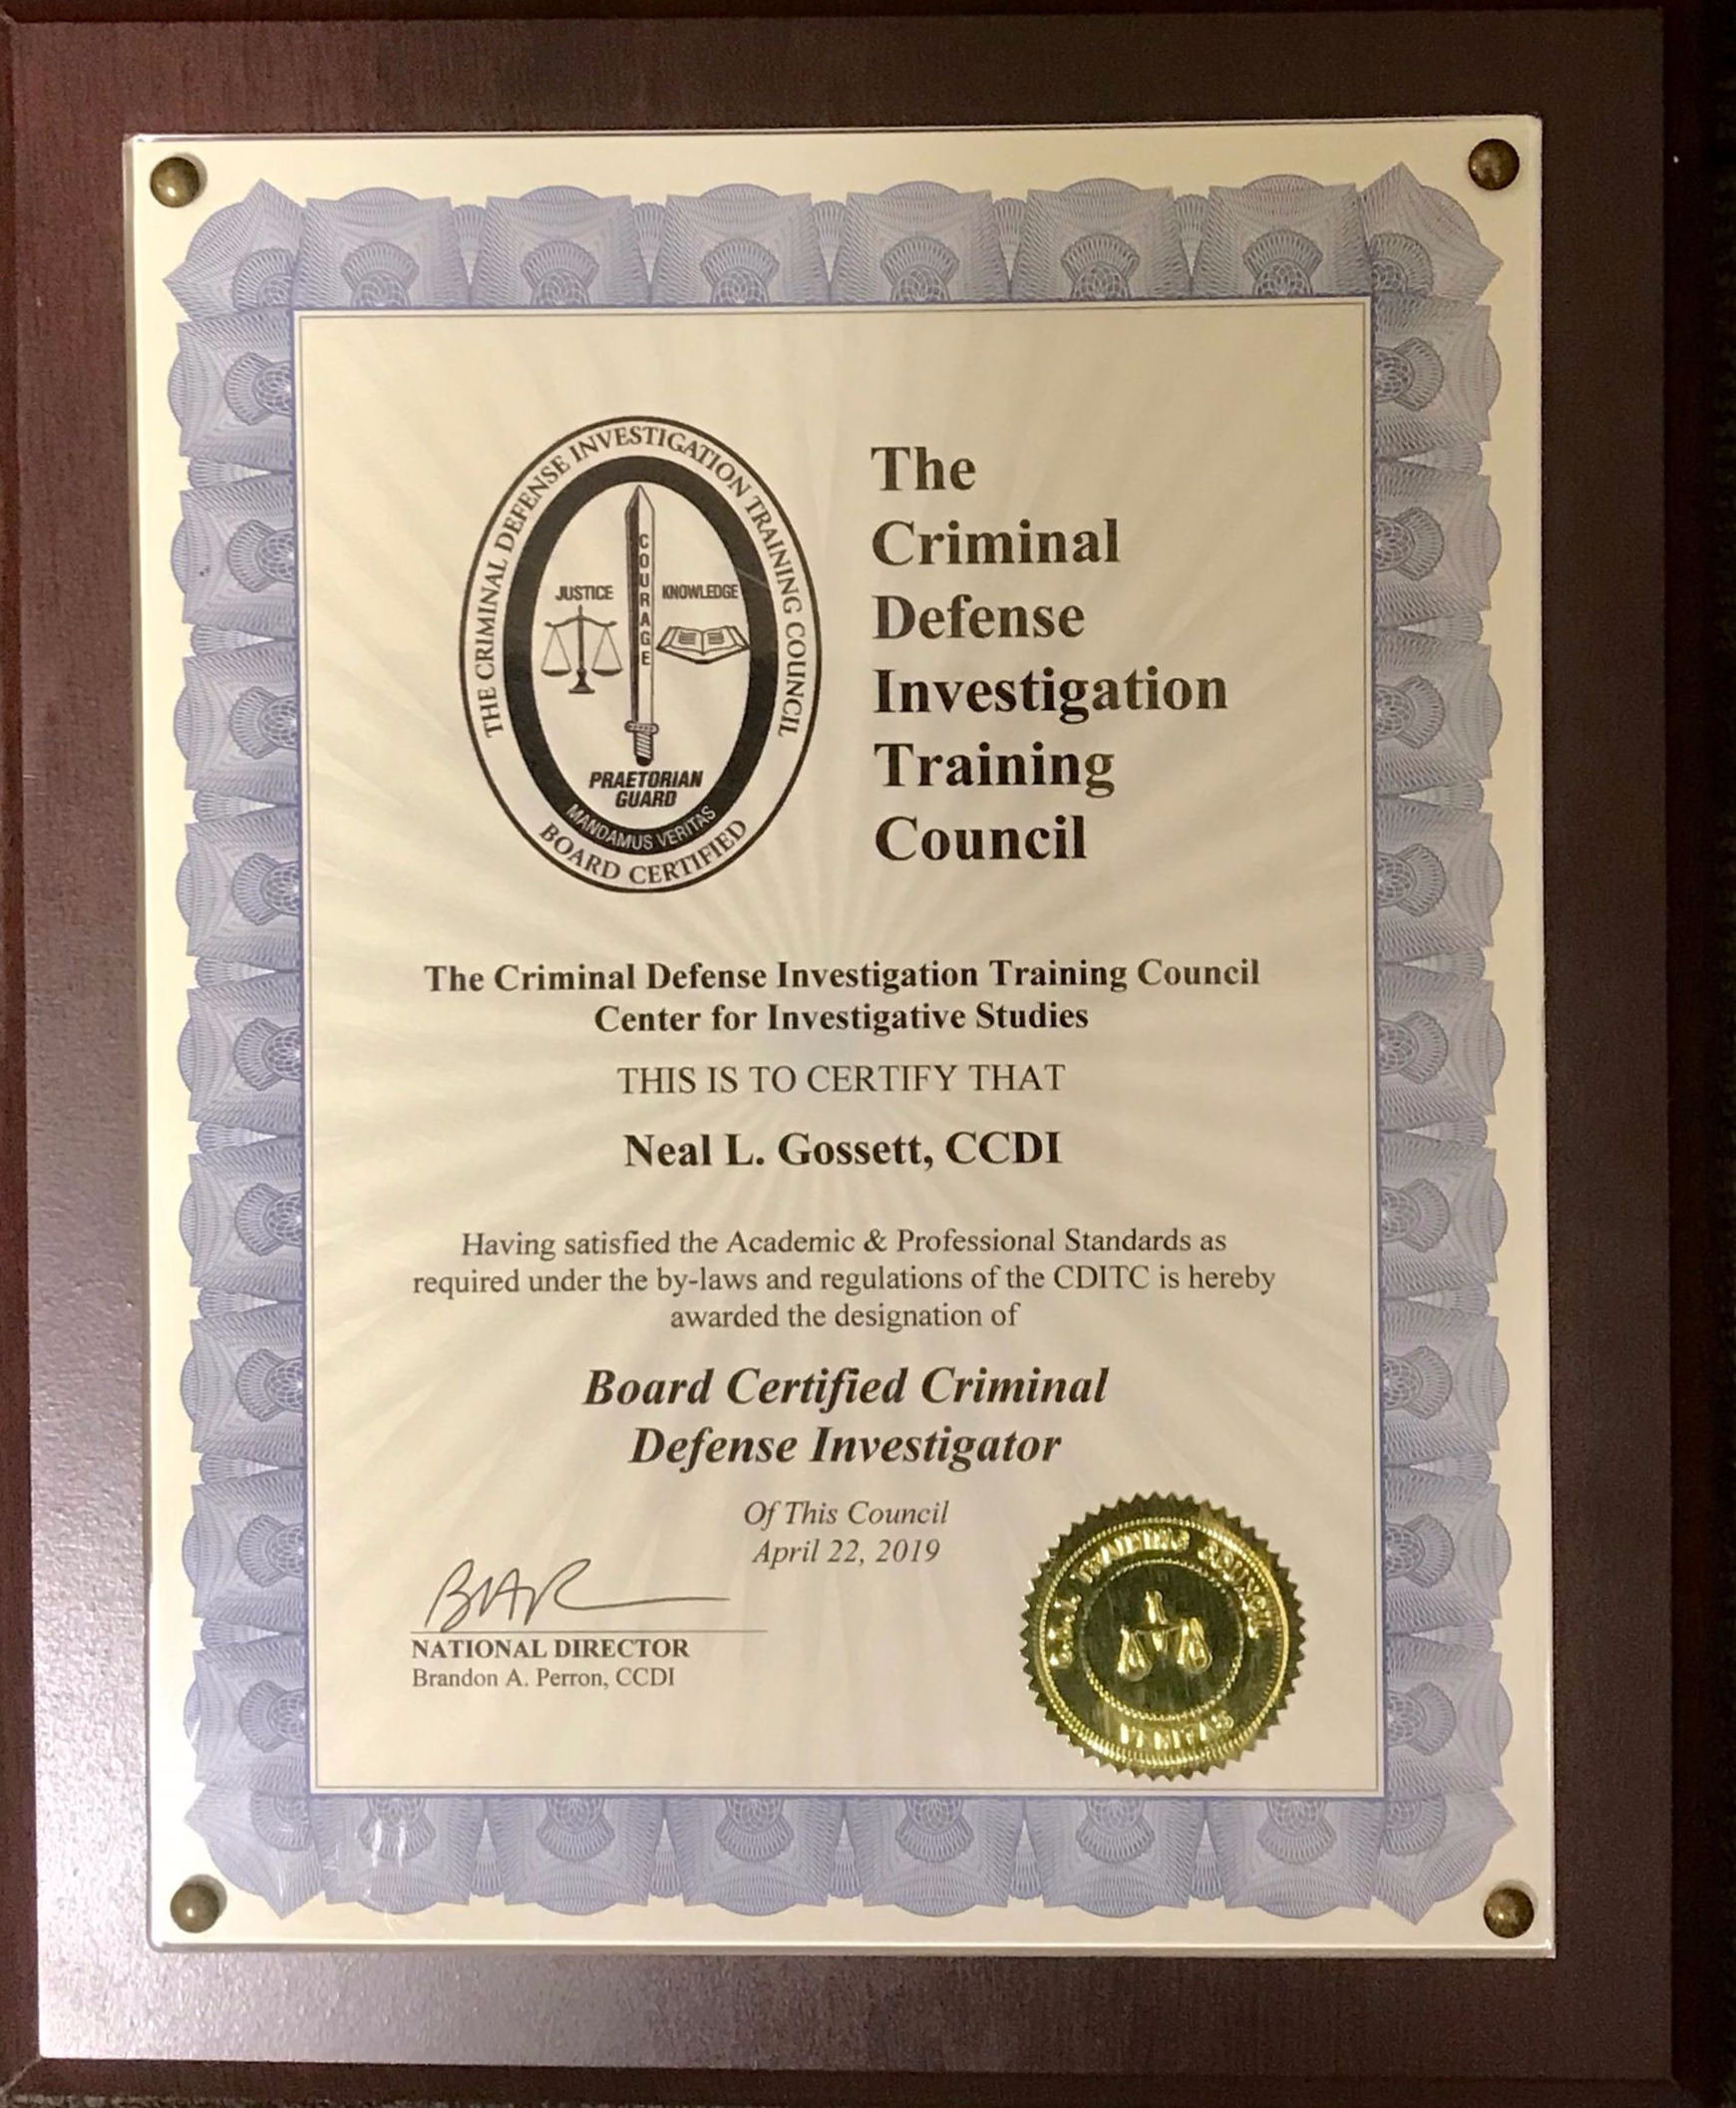 THE CRIMINAL DEFENSE INVESTIGATION TRAINING COUNCIL
COURAGE
JUSTICE
KNOWLEDGE
PRAETORIAN
GUARD
MANDAMUS VERITAS
BOARD CERTIFIED
The
Criminal
Defense
Investigation
Training
Council
The Criminal Defense Investigation Training Council
Center for Investigative Studies
THIS IS TO CERTIFY THAT
Neal L. Gossett, CCDI
Having satisfied the Academic & Professional Standards as
required under the by-laws and regulations of the CDITC is hereby
awarded the designation of
Board Certified Criminal
Defense Investigator
Of This Council
April 22, 2019
NATIONAL DIRECTOR
Brandon A. Perron, CCDI
TRAINING COUNCIL
VERITAS